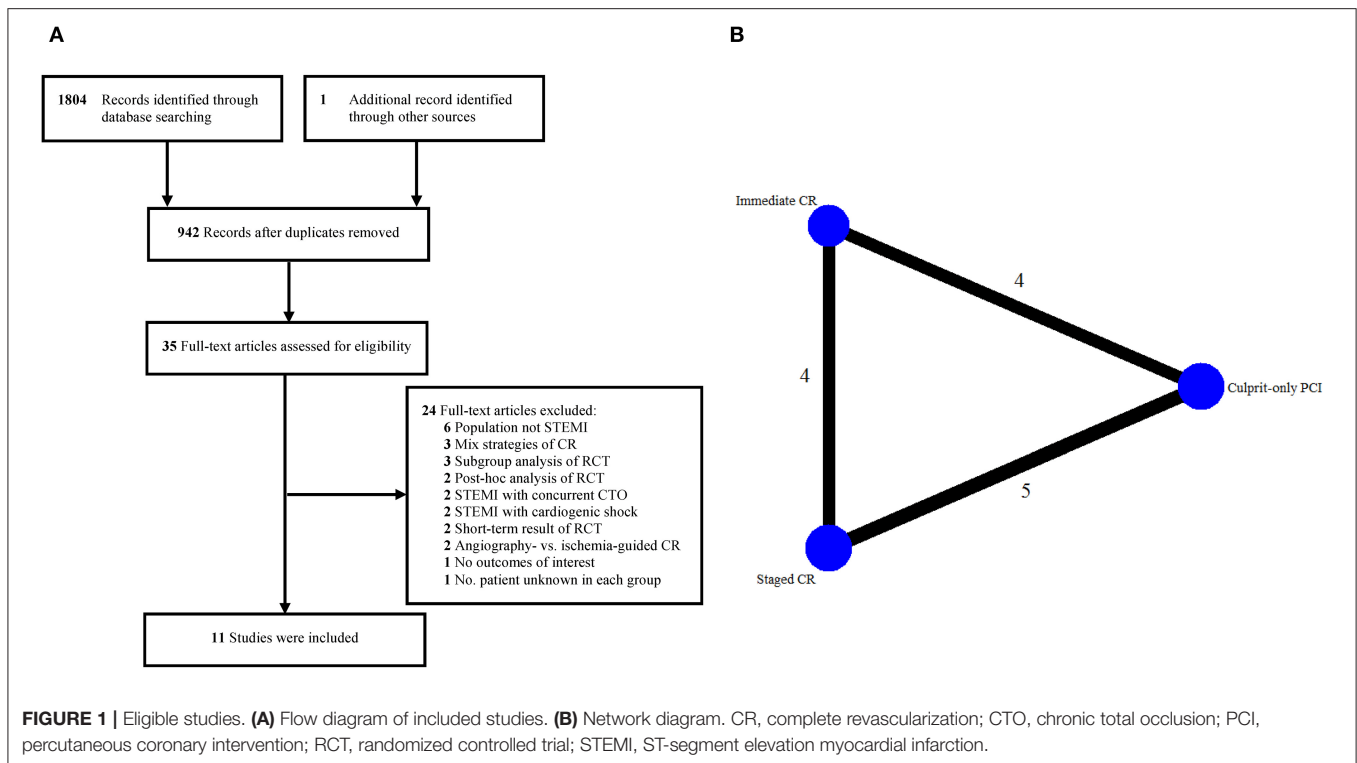 A
B
1804 Records identified through
database searching
1 Additional record identified
through other sources
942 Records after duplicates removed
35 Full-text articles assessed for eligibility
24 Full-text articles excluded:
6 Population not STEMI
3 Mix strategies of CR
3 Subgroup analysis of RCT
2 Post-hoc analysis of RCT
2 STEMI with concurrent CTO
2 STEMI with cardiogenic shock
2 Short-term result of RCT
2 Angiography- vs. ischemia-guided CR
1 No outcomes of interest
1 No. patient unknown in each group
11 Studies were included
Immediate CR
4
4
Culprit-only PCI
5
Staged CR
FIGURE 1 | Eligible studies. (A) Flow diagram of included studies. (B) Network diagram. CR, complete revascularization; CTO, chronic total occlusion; PCI,
percutaneous coronary intervention; RCT, randomized controlled trial; STEMI, ST-segment elevation myocardial infarction.